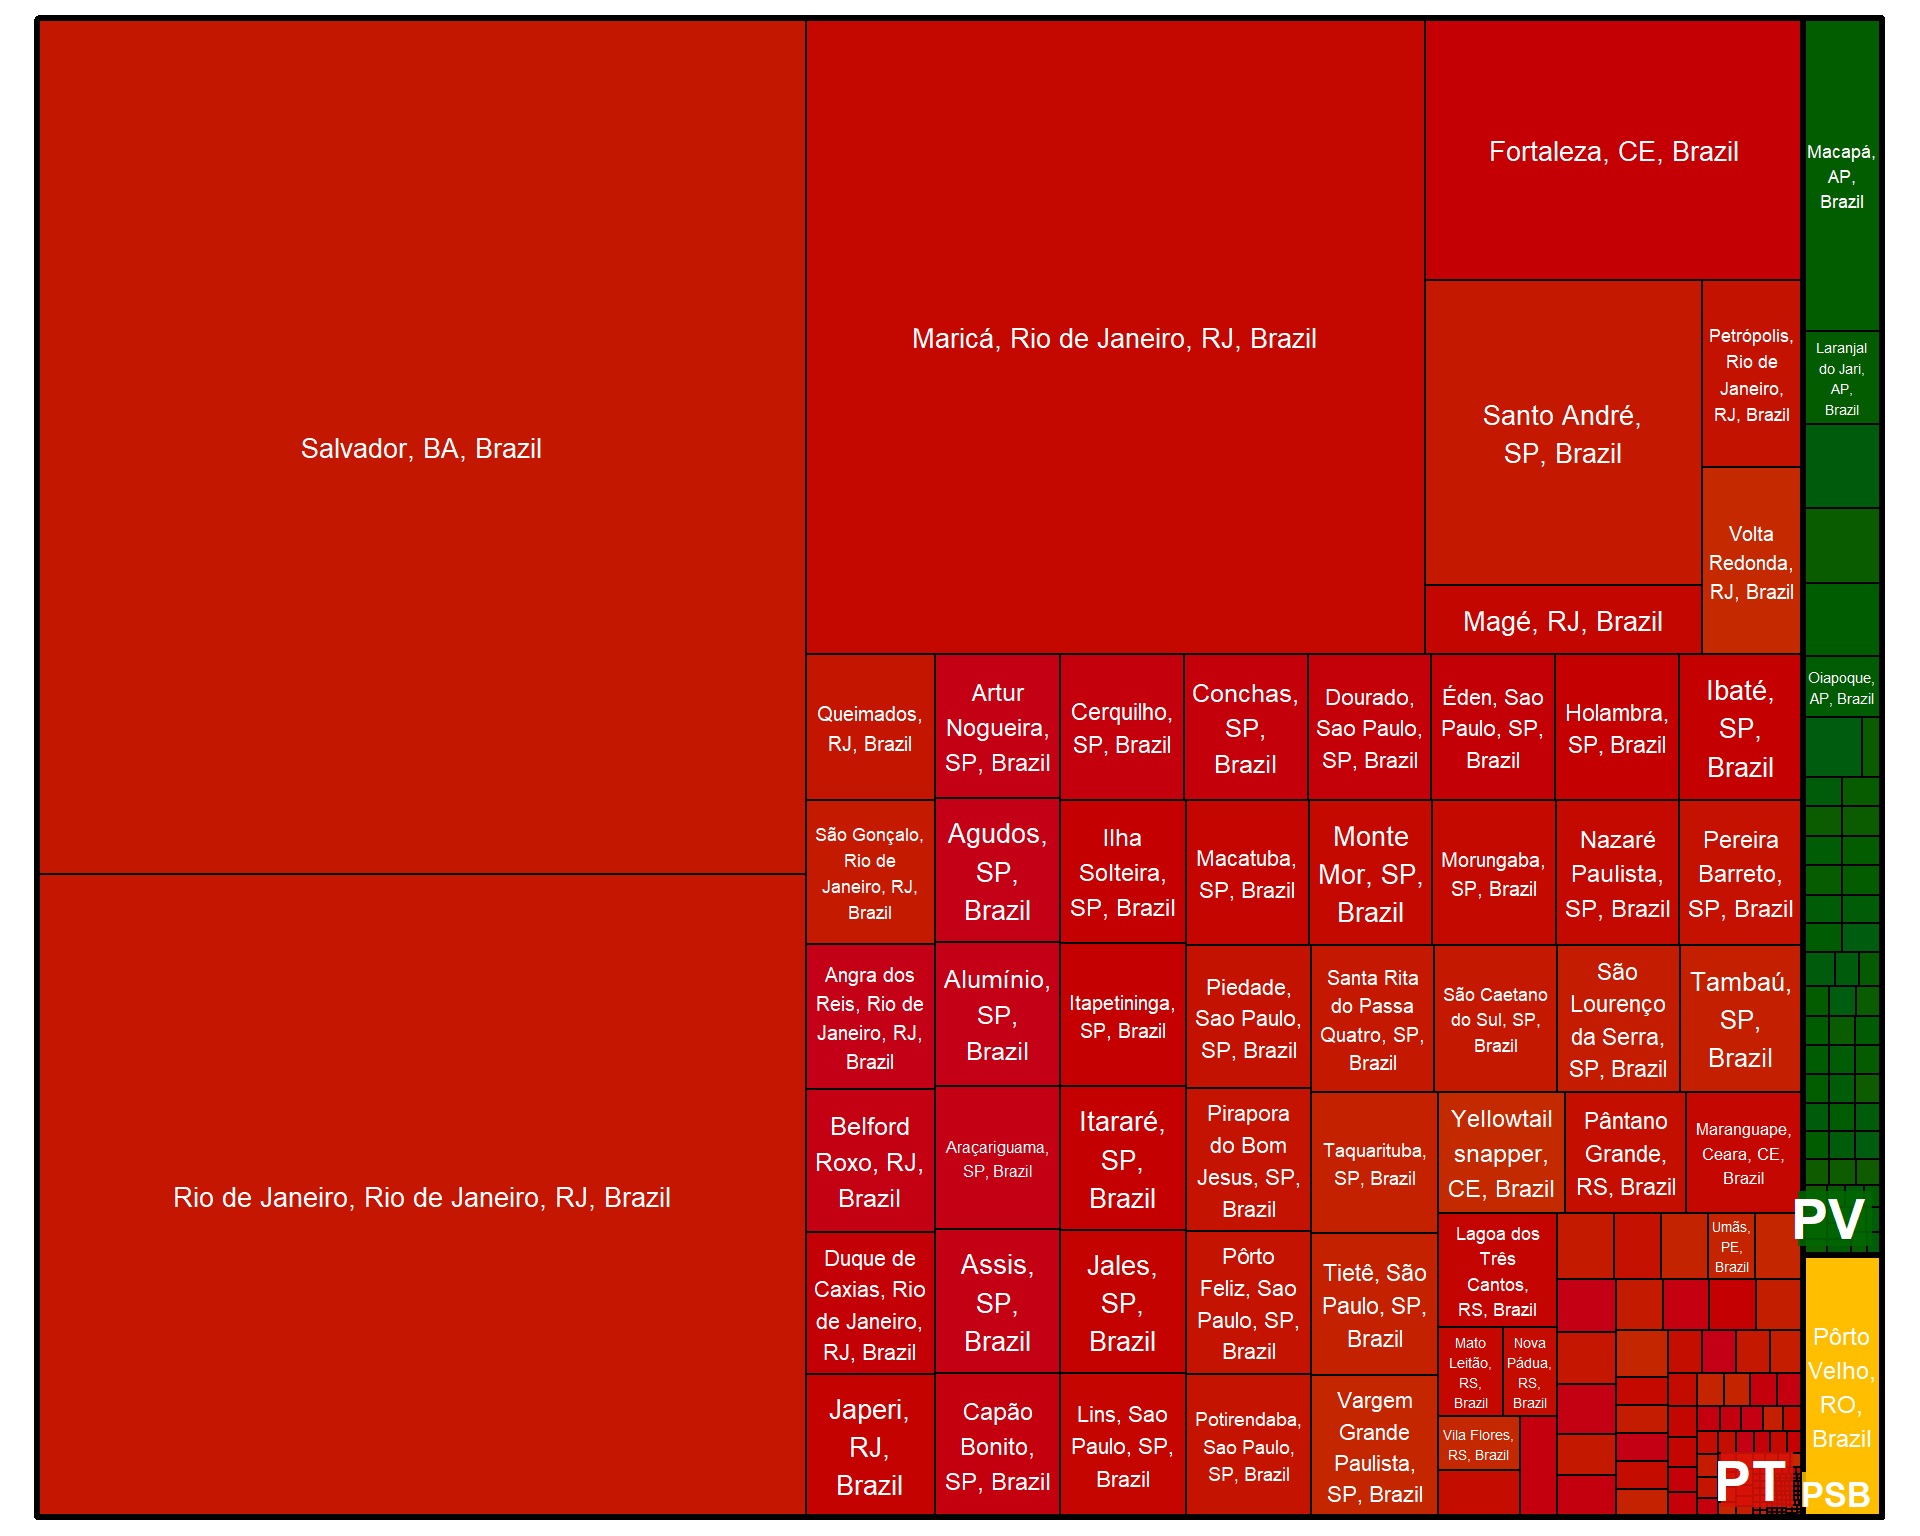 Salvador, BA, Brazil
Rio de Janeiro, Rio de Janeiro, RJ, Brazil
Maricá, Rio de Janeiro, RJ, Brazil
Fortaleza, CE, Brazil
Santo André,
SP, Brazil
Petrópolis,
Rio de
Janeiro,
RJ, Brazil
Volta
Redonda,
RJ, Brazil
Magé, RJ, Brazil
Queimados,
RJ, Brazil
Artur
Nogueira,
SP, Brazil
Cerquilho,
SP, Brazil
Conchas,
SP,
Brazil
Dourado,
Sao Paulo,
SP, Brazil
Éden, Sao
Paulo, SP,
Brazil
Holambra,
SP, Brazil
Ibaté,
SP,
Brazil
São Gonçalo,
Rio de
Janeiro, RJ,
Brazil
Agudos,
SP,
Brazil
Ilha
Solteira,
SP, Brazil
Macatuba,
SP, Brazil
Monte
Mor, SP,
Brazil
Morungaba,
SP, Brazil
Nazaré
Paulista,
SP, Brazil
Pereira
Barreto,
SP, Brazil
Angra dos
Reis, Rio de
Janeiro, RJ,
Brazil
Alumínio,
SP,
Brazil
Itapetininga,
SP, Brazil
Piedade,
Sao Paulo,
SP, Brazil
Santa Rita
do Passa
Quatro, SP,
Brazil
São Caetano
do Sul, SP,
Brazil
São
Lourenço
da Serra,
SP, Brazil
Tambaú,
SP,
Brazil
Belford
Roxo, RJ,
Brazil
Araçariguama,
SP, Brazil
Itararé,
SP,
Brazil
Pirapora
do Bom
Jesus, SP,
Brazil
Taquarituba,
SP, Brazil
Yellowtail
snapper,
CE, Brazil
Pântano
Grande,
RS, Brazil
Maranguape,
Ceara, CE,
Brazil
Duque de
Caxias, Rio
de Janeiro,
RJ, Brazil
Assis,
SP,
Brazil
Jales,
SP,
Brazil
Pôrto
Feliz, Sao
Paulo, SP,
Brazil
Tietê, São
Paulo, SP,
Brazil
Lagoa dos
Três
Cantos,
RS, Brazil
Umãs,
PE,
Brazil
Mato
Leitão,
RS,
Brazil
Nova
Pádua,
RS,
Brazil
Japeri,
RJ,
Brazil
Capão
Bonito,
SP, Brazil
Lins, Sao
Paulo, SP,
Brazil
Potirendaba,
Sao Paulo,
SP, Brazil
Vargem
Grande
Paulista,
SP, Brazil
Vila Flores,
RS, Brazil
PT
Macapá,
AP,
Brazil
Laranjal
do Jari,
AP,
Brazil
Oiapoque,
AP, Brazil
PV
Pôrto
Velho,
RO,
Brazil
PSB